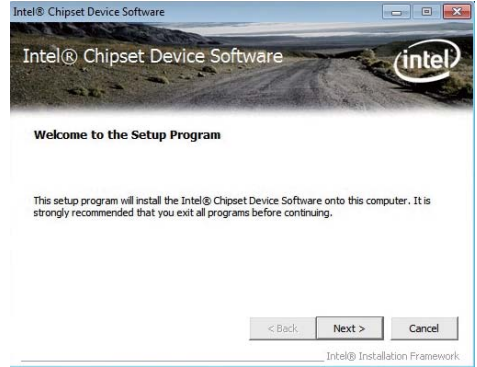 Intel® Chipset Device Software
Intel® Chipset Device Software
intel
Welcome to the Setup Program
This setup program will install the Intel® Chipset Device Software onto this computer. It is
strongly recommended that you exit all programs before continuing.
< Back Next > Cancel
Intel® Installation Framework